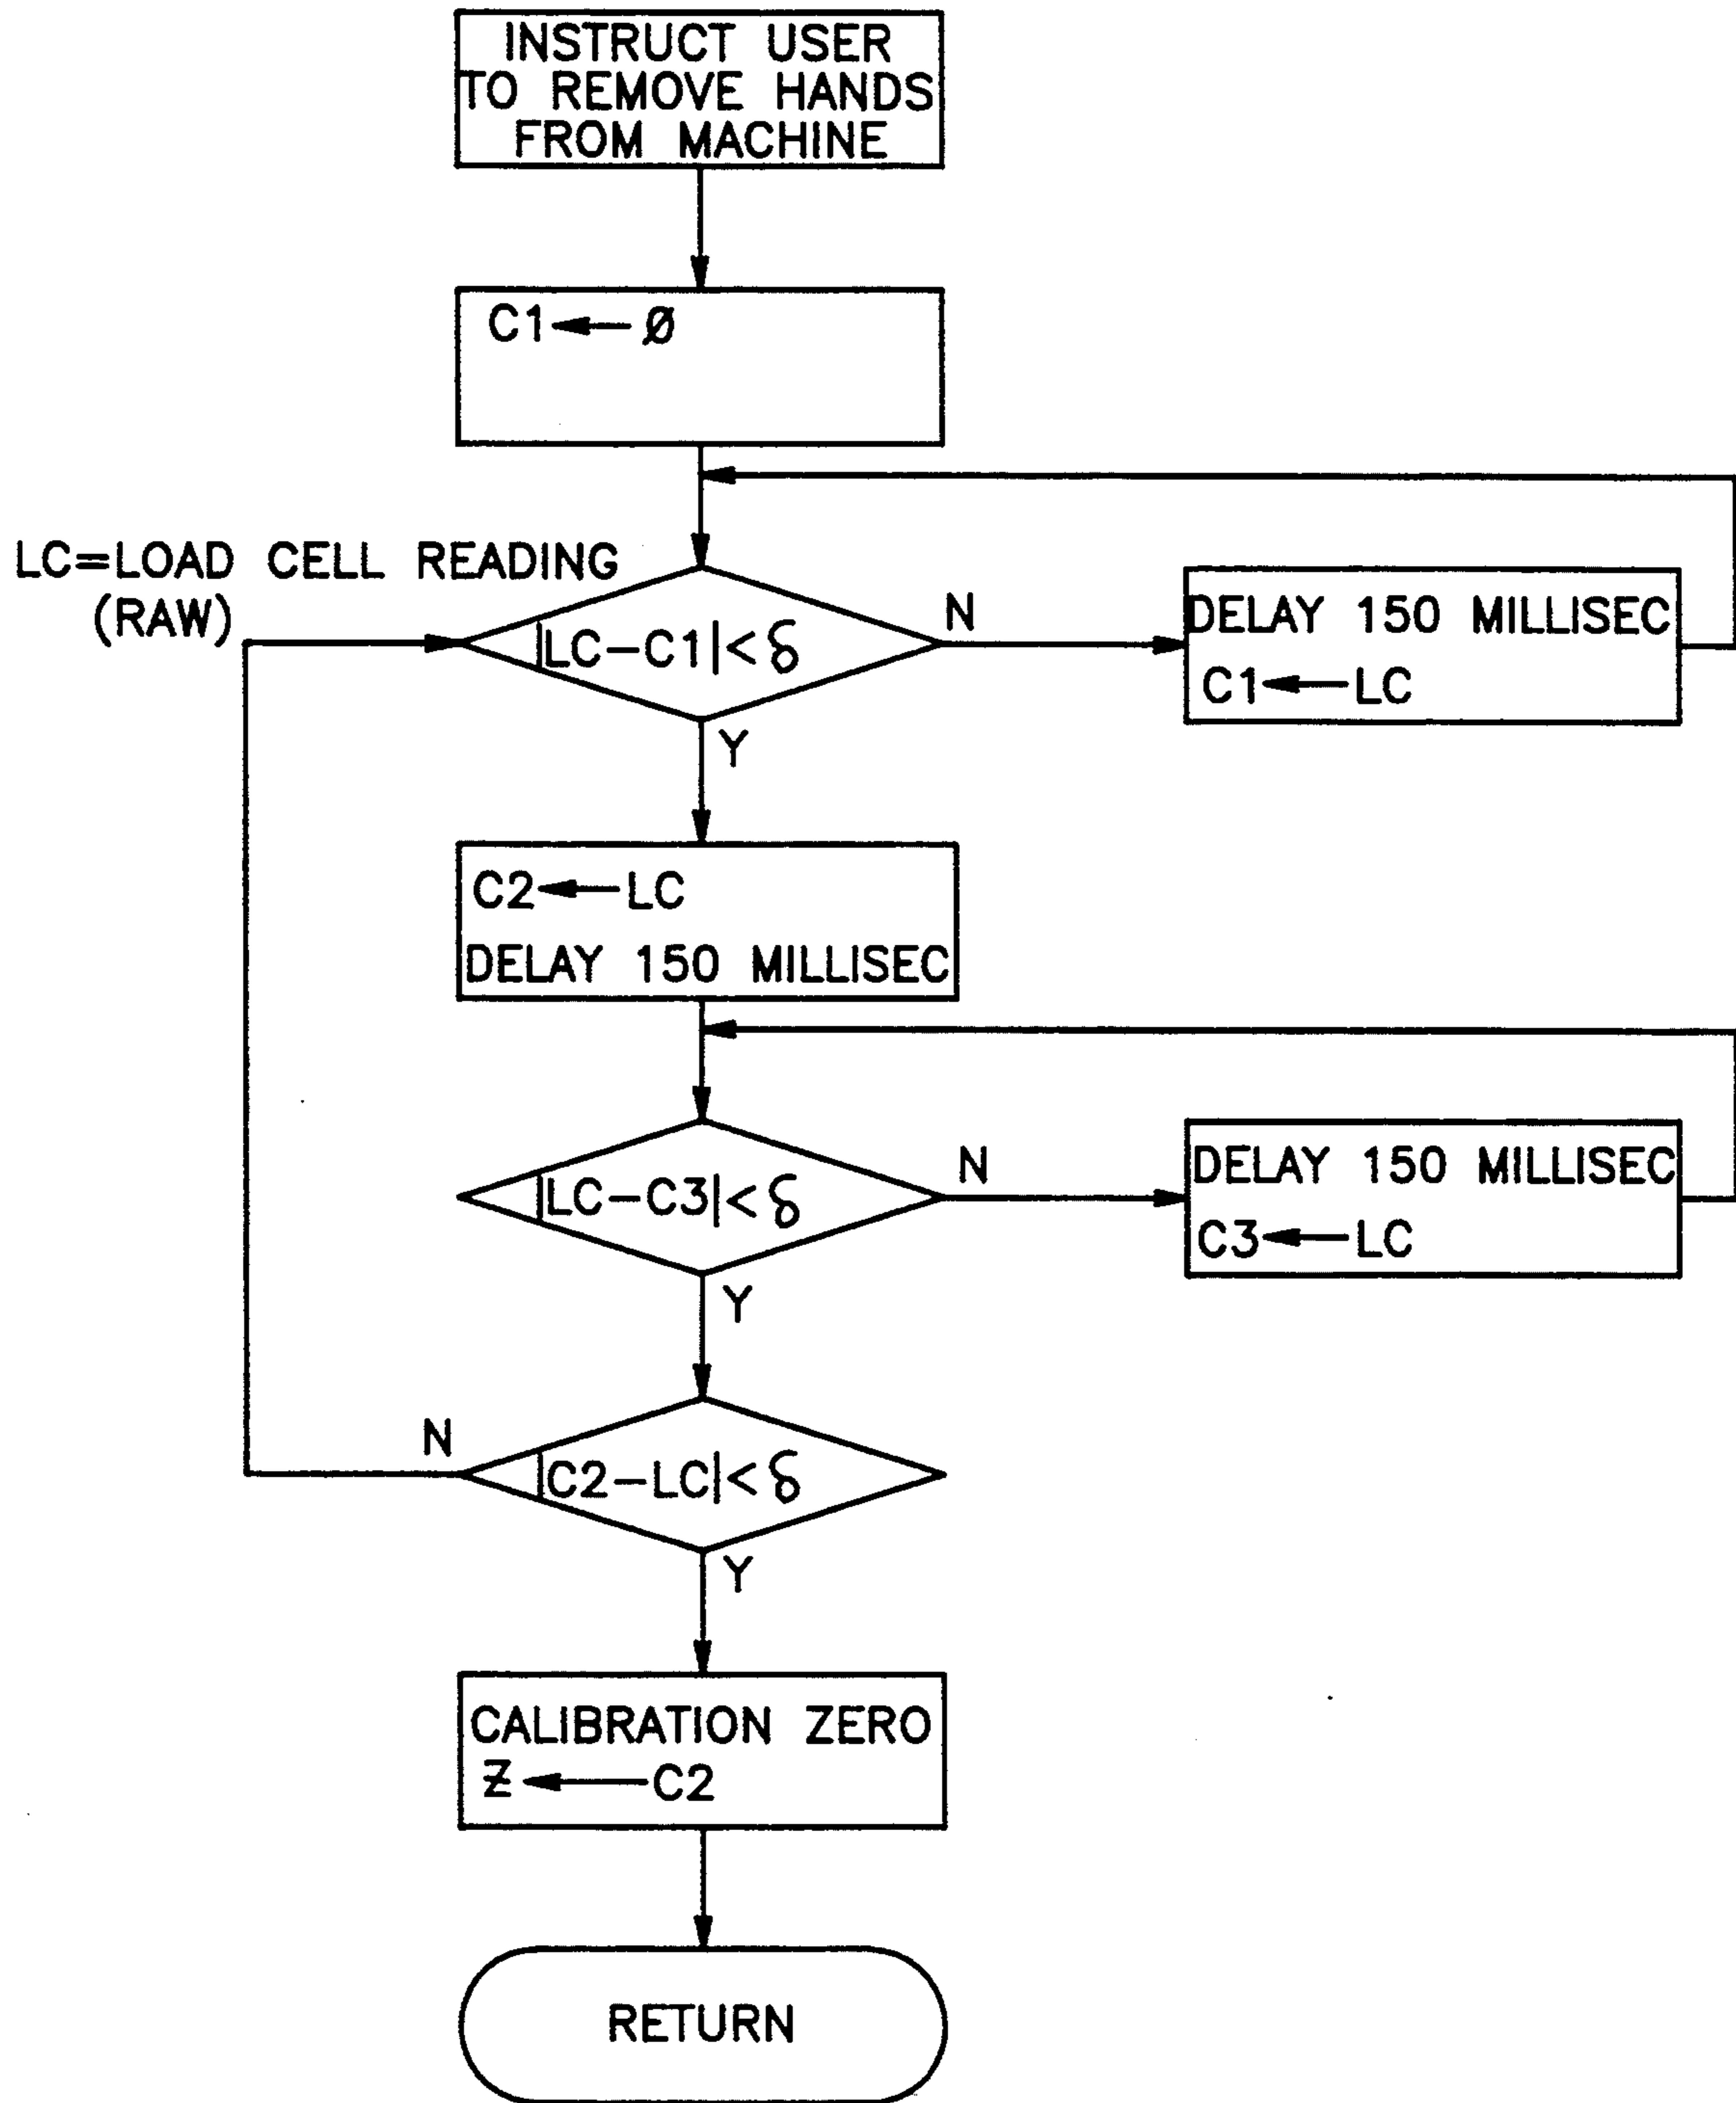 INSTRUCT USER
TO REMOVE HANDS
FROM MACHINE
C1←Ø
LC=LOAD CELL READING
(RAW)
|LC-C1|<δ
N
DELAY 150 MILLISEC
C1←LC
Y
C2←LC
DELAY 150 MILLISEC
|LC-C3|<δ
N
DELAY 150 MILLISEC
C3←LC
Y
N
|C2-LC|<δ
Y
CALIBRATION ZERO
Z←C2
RETURN